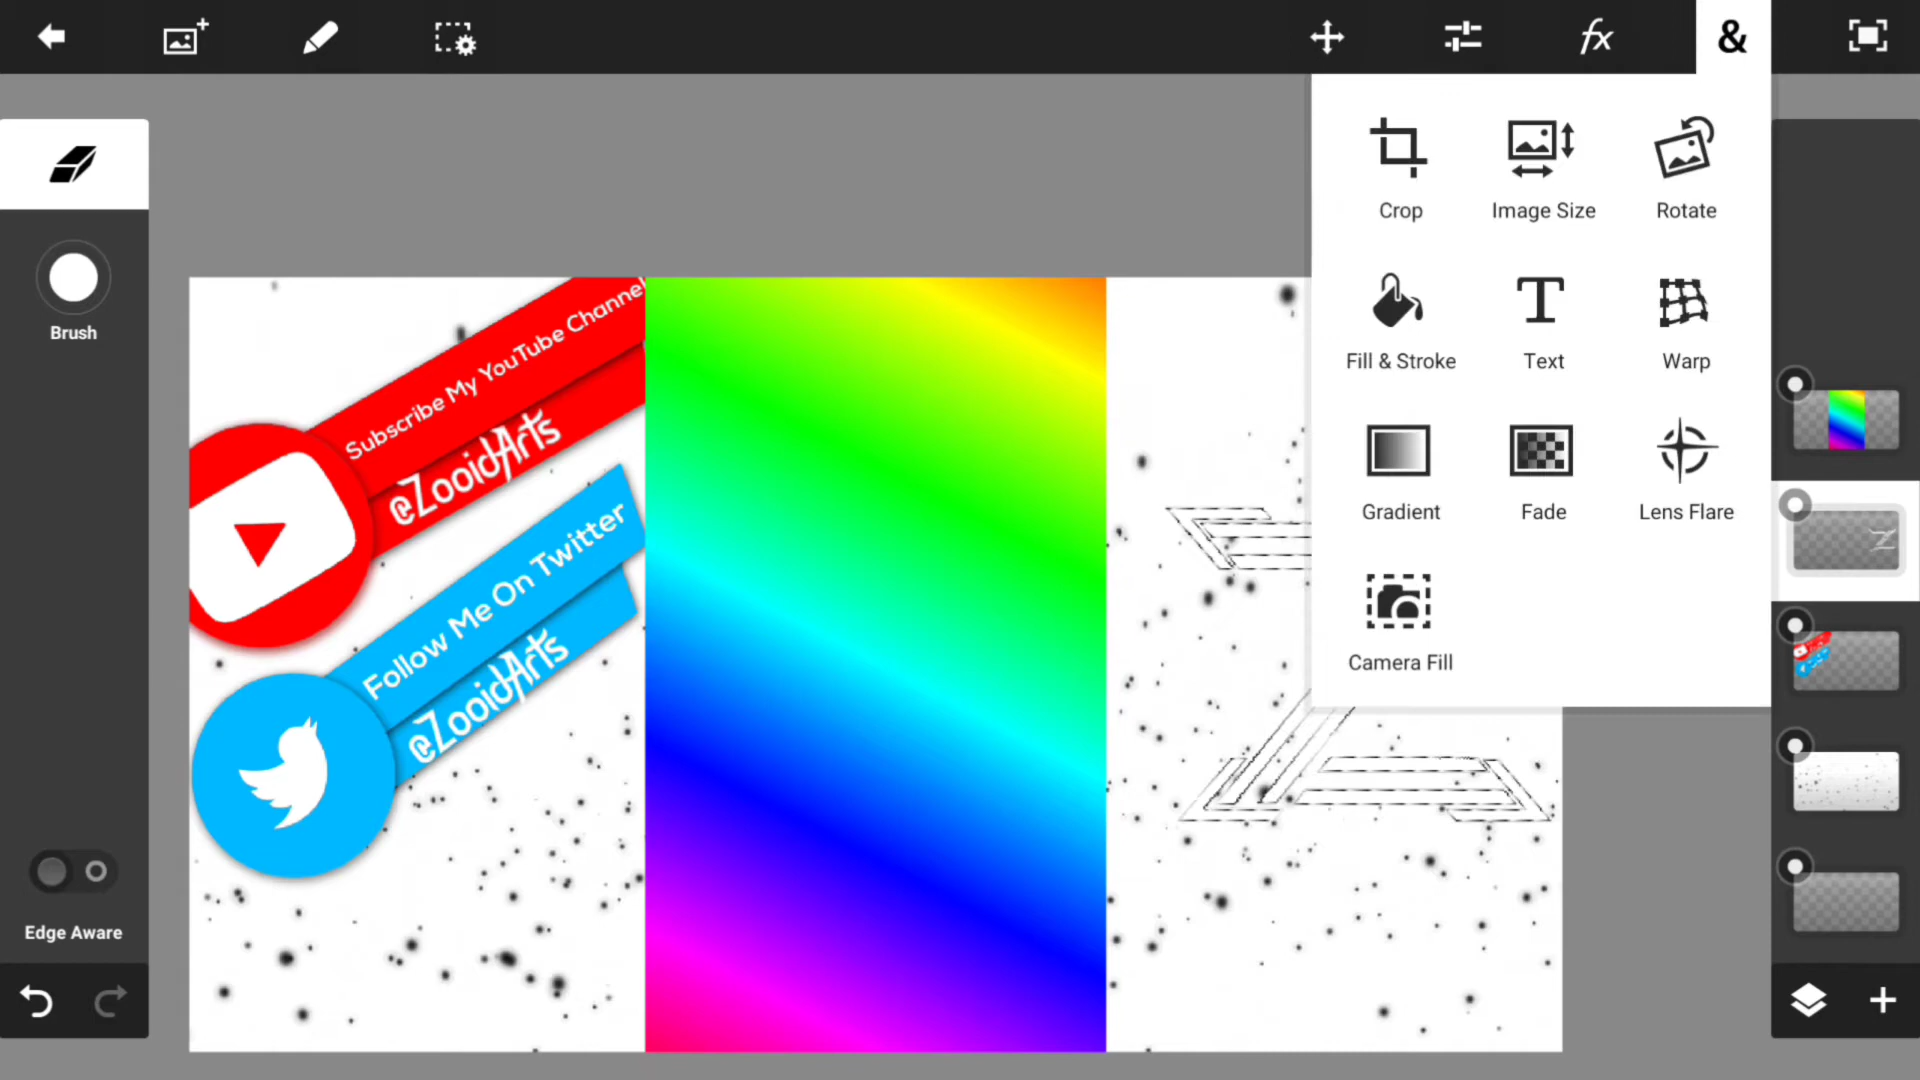 fx
&
Crop
Image Size
Rotate
Brush
Fill & Stroke
T
Text
Warp
Subscribe My YouTube Channel
@ZooidArts
Gradient
Fade
Lens Flare
Follow Me On Twitter
@ZooidArts
Camera Fill
Edge Aware